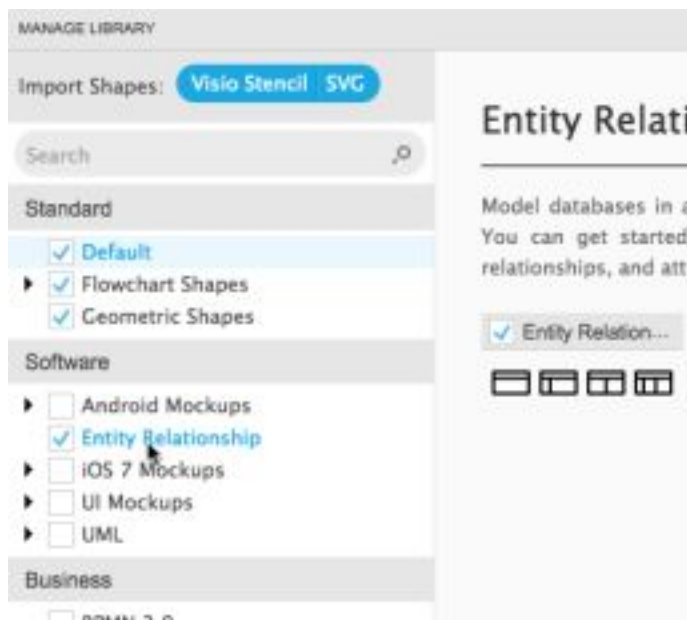 MANAGE LIBRARY
Import Shapes: Visio Stencil SVG
Search
Standard
Default
Flowchart Shapes
Geometric Shapes
Software
Android Mockups
Entity Relationship
iOS 7 Mockups
UI Mockups
UML
Business
Entity Relati
Model databases in a
You can get started
relationships, and att
Entity Relation...